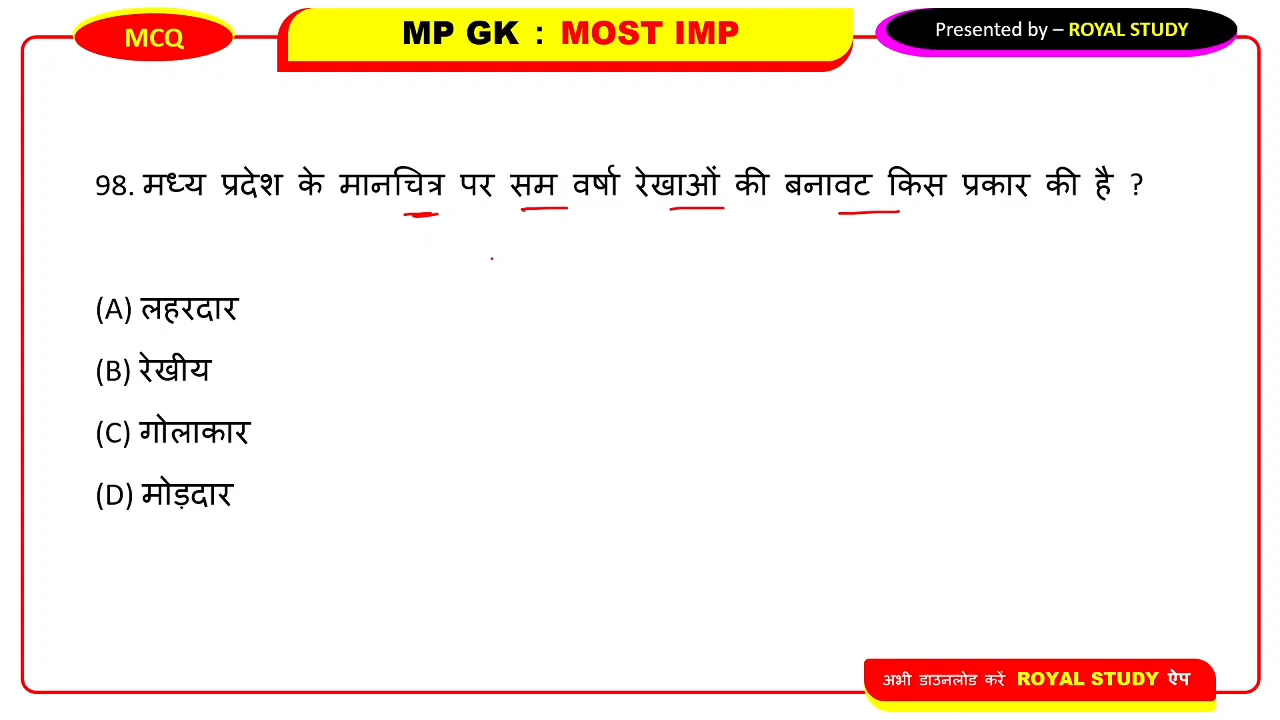 MCQ
MP GK : MOST IMP
Presented by – ROYAL STUDY
98. मध्य प्रदेश के मानचित्र पर सम वर्षा रेखाओं की बनावट किस प्रकार की है ?
(A) लहरदार
(B) रेखीय
(C) गोलाकार
(D) मोड़दार
अभी डाउनलोड करें ROYAL STUDY ऐप